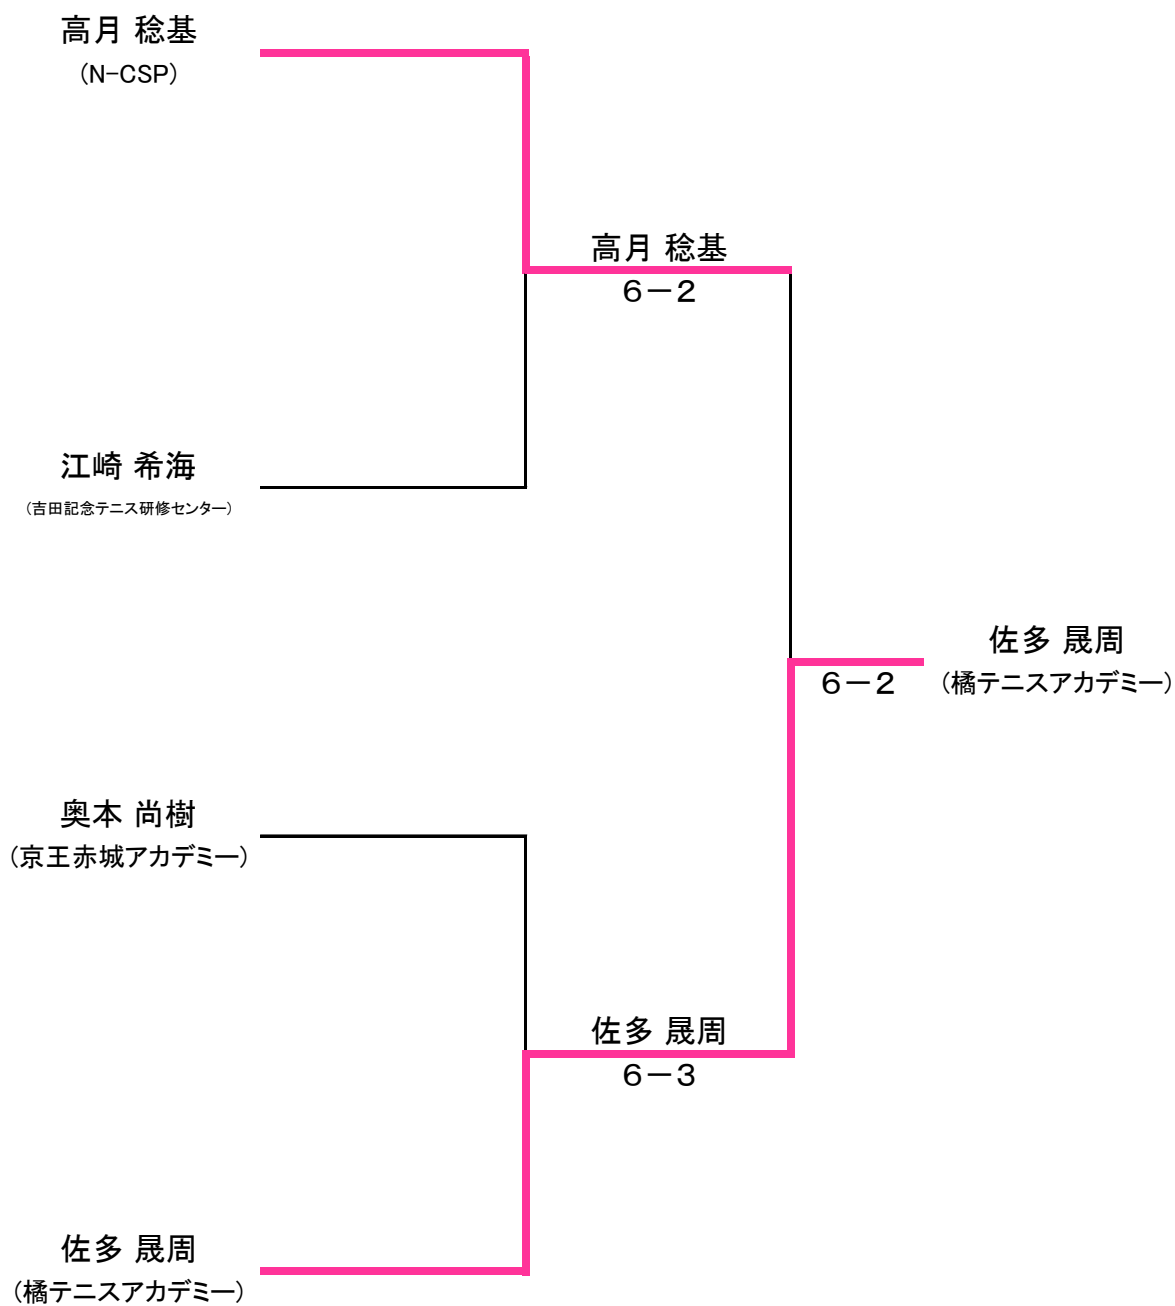 高月 稔基
(N-CSP)
高月 稔基
６－２
江崎 希海
(吉田記念テニス研修センター)
佐多 晟周
６－２
(橘テニスアカデミー)
奥本 尚樹
(京王赤城アカデミー)
佐多 晟周
６－３
佐多 晟周
(橘テニスアカデミー)